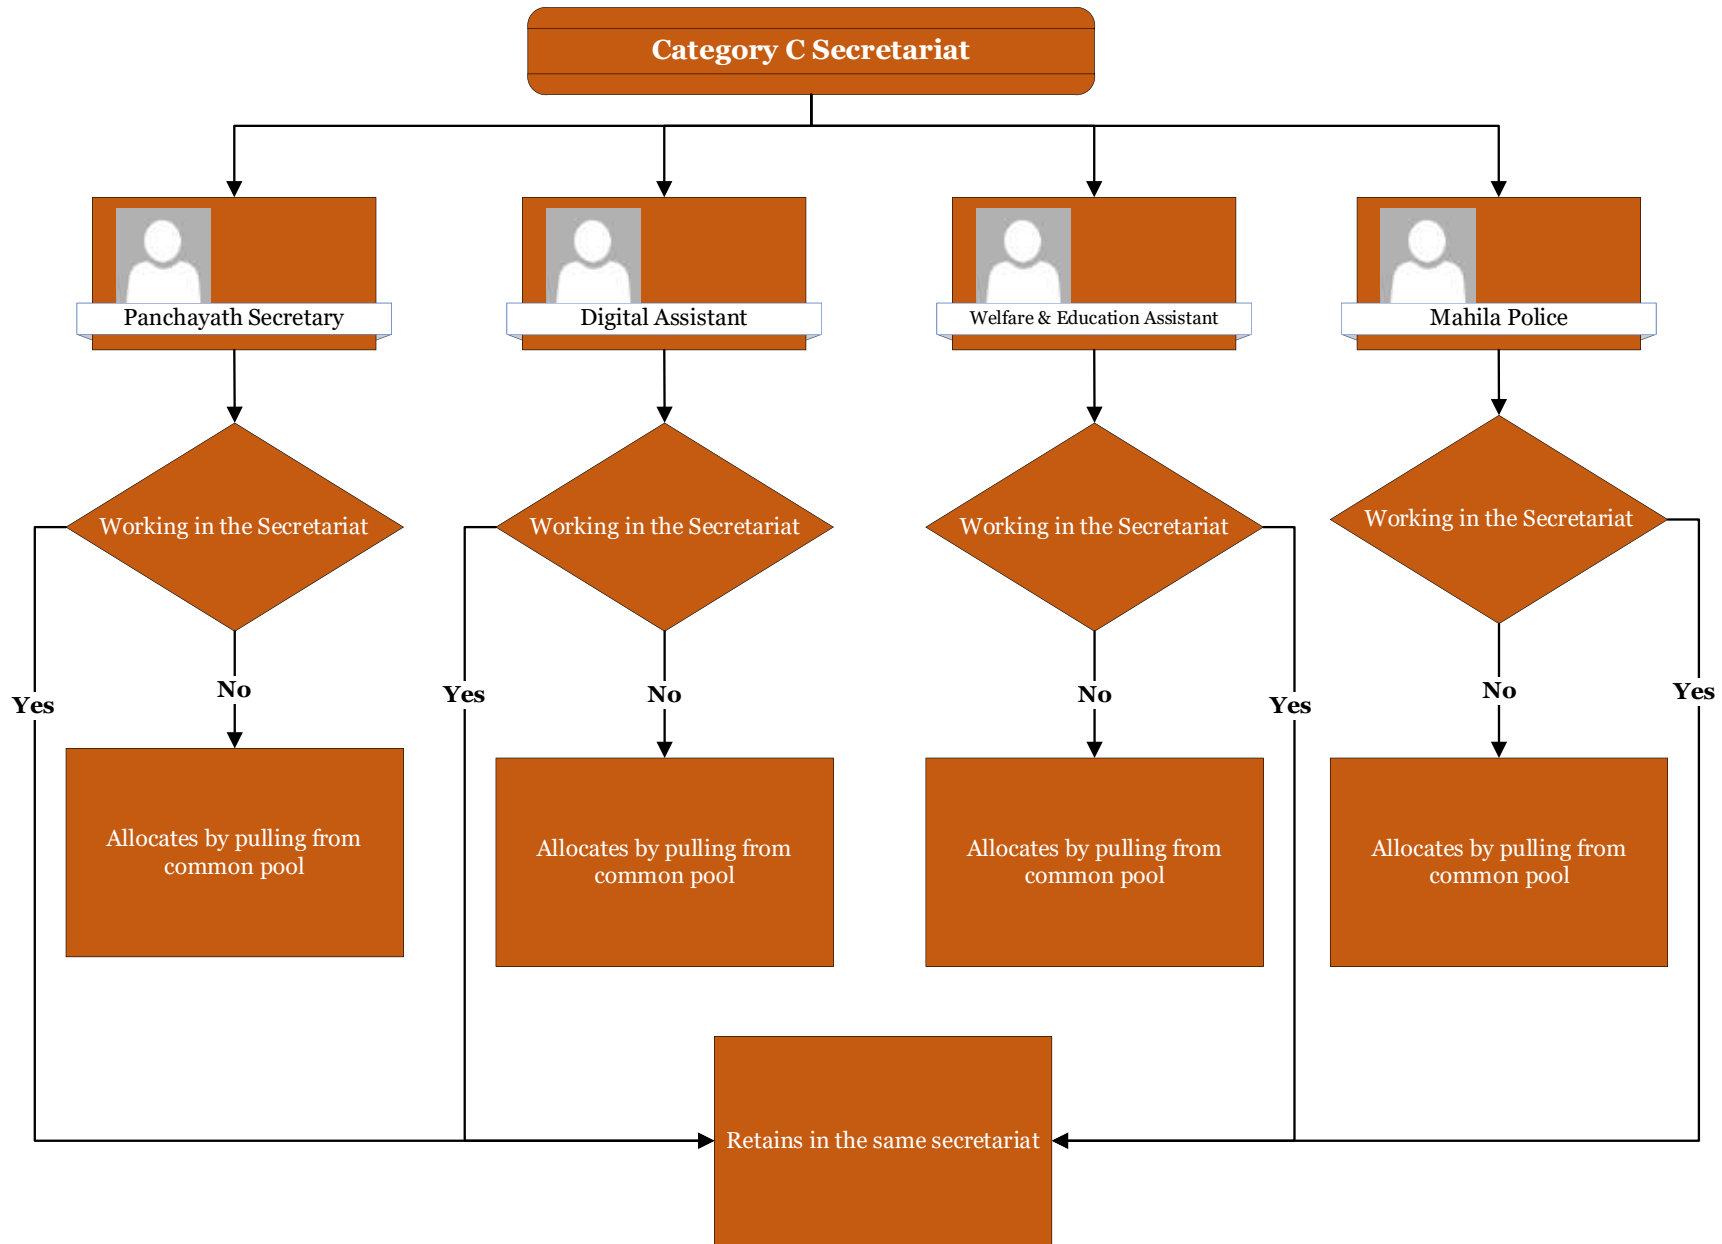 Category C Secretariat
Panchayath Secretary
Digital Assistant
Welfare & Education Assistant
Mahila Police
Working in the Secretariat
Working in the Secretariat
Working in the Secretariat
Working in the Secretariat
Yes
No
Yes
No
No
Yes
No
Yes
Allocates by pulling from
common pool
Allocates by pulling from
common pool
Allocates by pulling from
common pool
Allocates by pulling from
common pool
Retains in the same secretariat